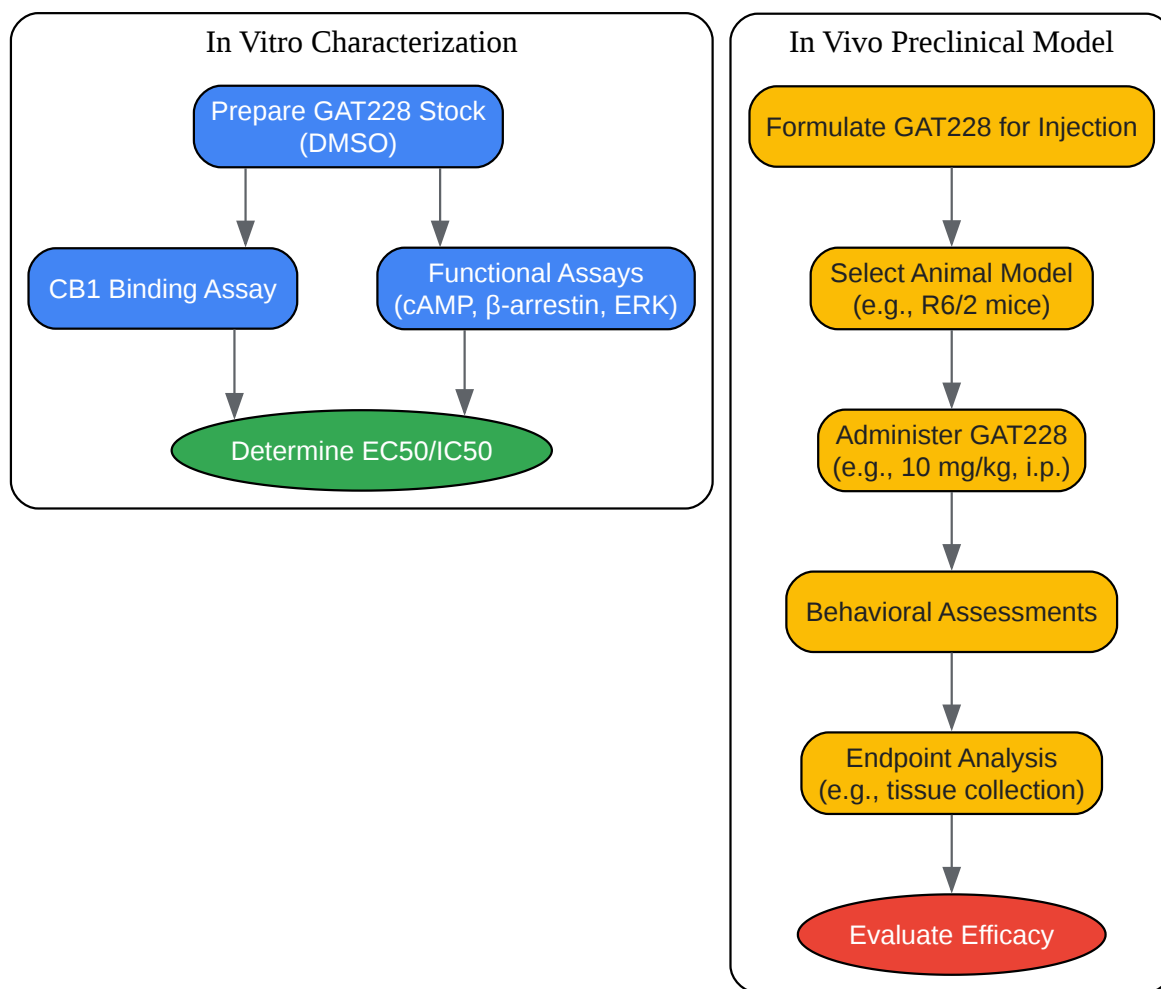 In Vitro Characterization
Prepare GAT228 Stock
(DMSO)
CB1 Binding Assay
Functional Assays
(cAMP, β-arrestin, ERK)
Determine EC50/IC50
In Vivo Preclinical Model
Formulate GAT228 for Injection
Select Animal Model
(e.g., R6/2 mice)
Administer GAT228
(e.g., 10 mg/kg, i.p.)
Behavioral Assessments
Endpoint Analysis
(e.g., tissue collection)
Evaluate Efficacy